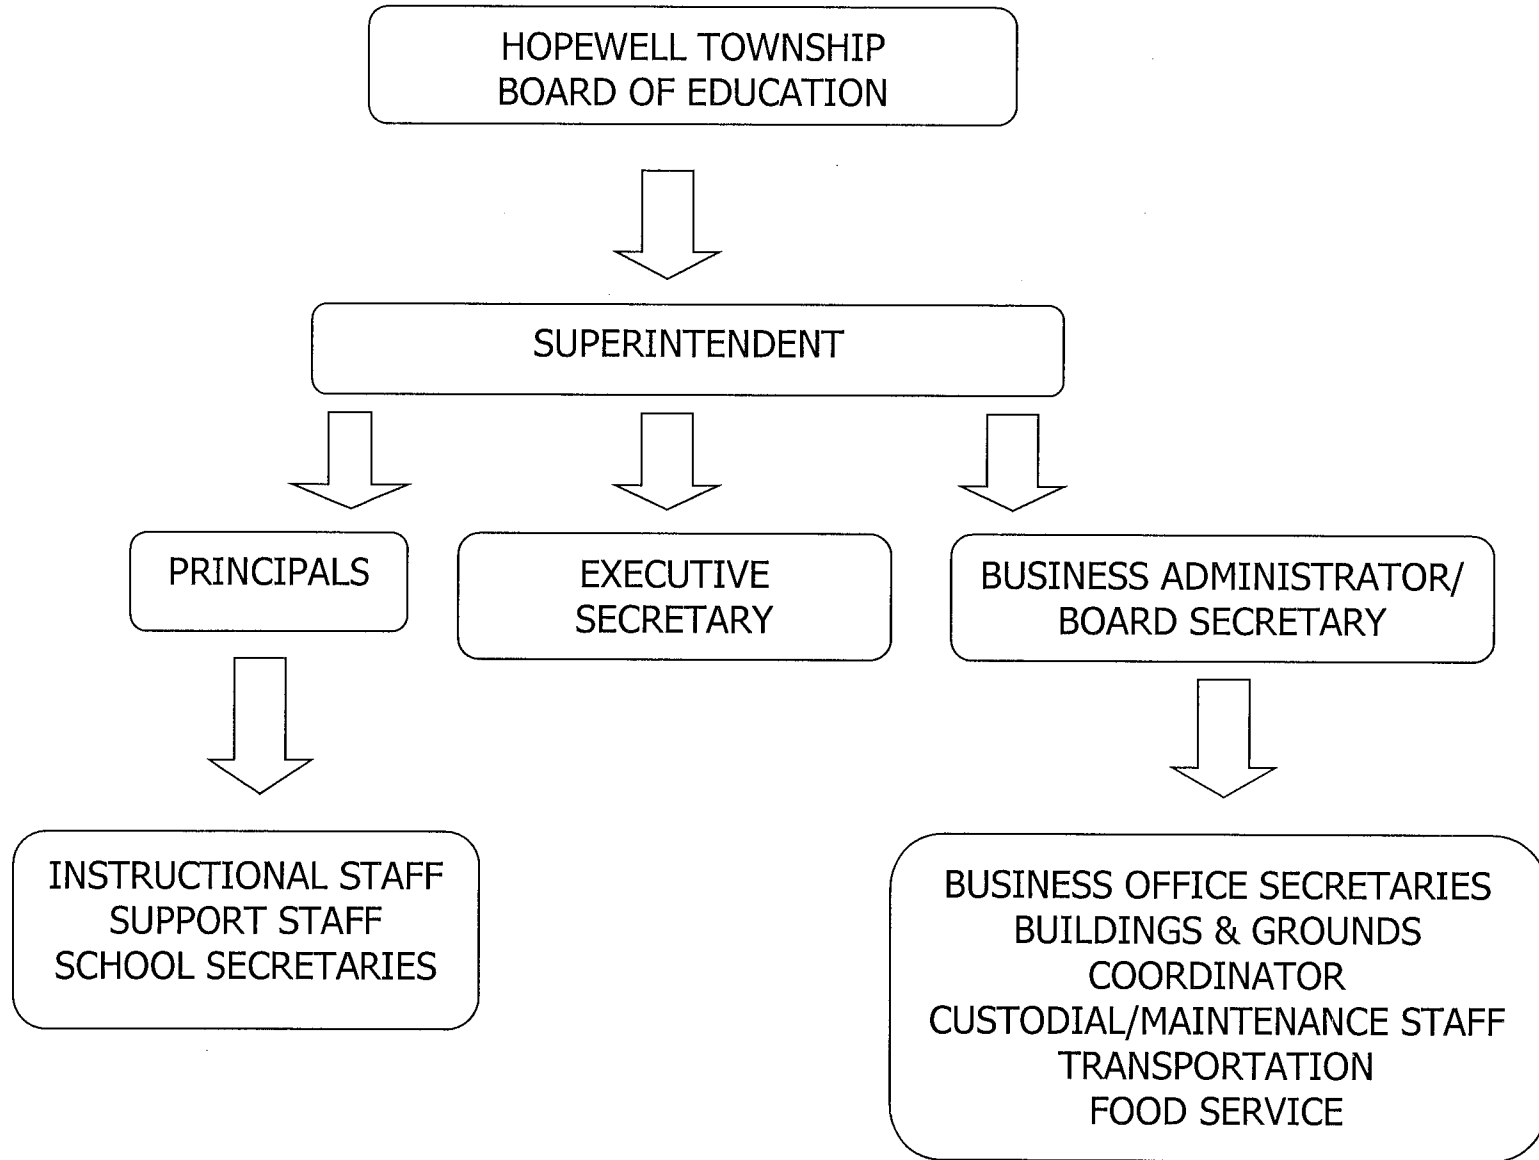 HOPEWELL TOWNSHIP
BOARD OF EDUCATION
SUPERINTENDENT
PRINCIPALS
EXECUTIVE
SECRETARY
BUSINESS ADMINISTRATOR/
BOARD SECRETARY
INSTRUCTIONAL STAFF
SUPPORT STAFF
SCHOOL SECRETARIES
BUSINESS OFFICE SECRETARIES
BUILDINGS & GROUNDS
COORDINATOR
CUSTODIAL/MAINTENANCE STAFF
TRANSPORTATION
FOOD SERVICE